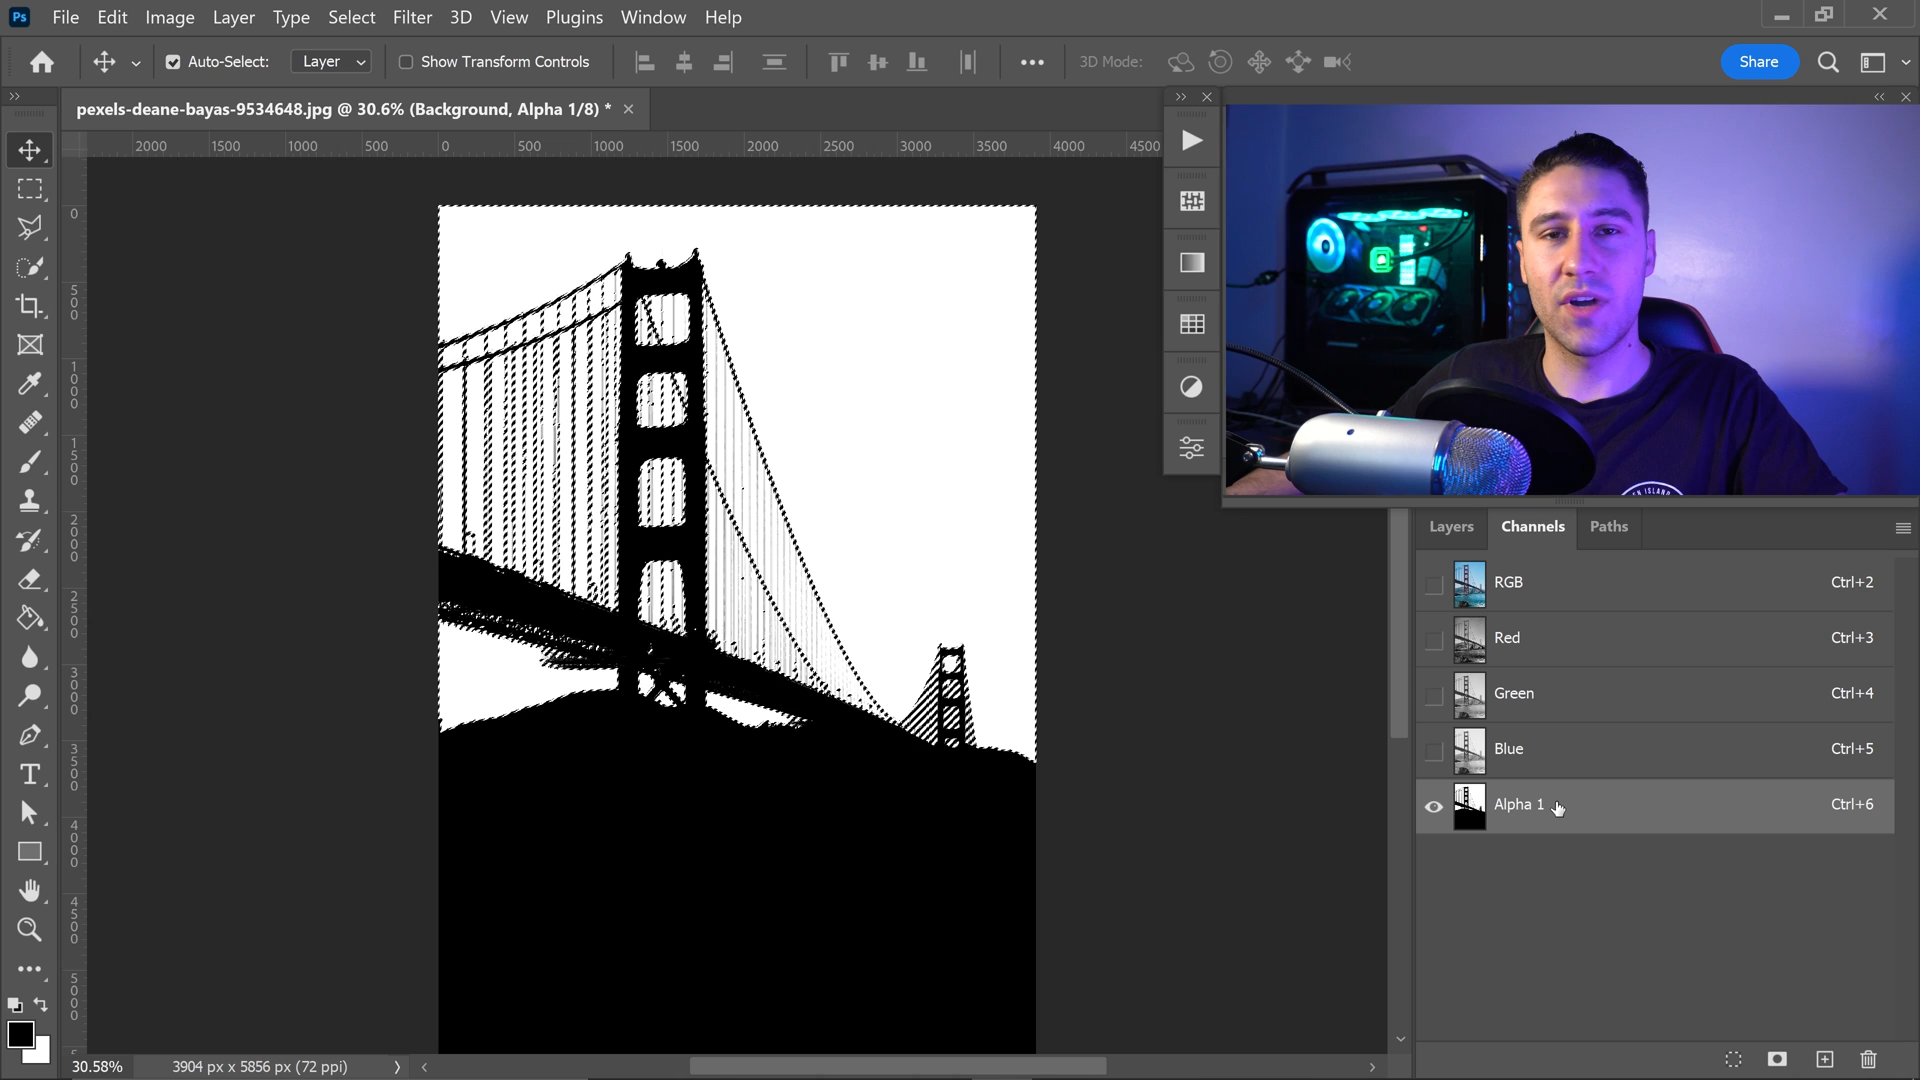 Ps File Edit Image Layer Type Select Filter 3D View Plugins Window Help
Auto-Select: Layer Show Transform Controls 3D Mode: Share
pexels-deane-bayas-9534648.jpg @ 30.6% (Background, Alpha 1/8) *
2000 1500 1000 500 0 500 1000 1500 2000 2500 3000 3500 4000 4500
0
500
1000
1500
2000
2500
3000
3500
4000
4500
5000
5
EN ISLAND
Layers Channels Paths
RGB Ctrl+2
Red Ctrl+3
Green Ctrl+4
Blue Ctrl+5
Alpha 1 Ctrl+6
T
30.58% 3904 px x 5856 px (72 ppi)